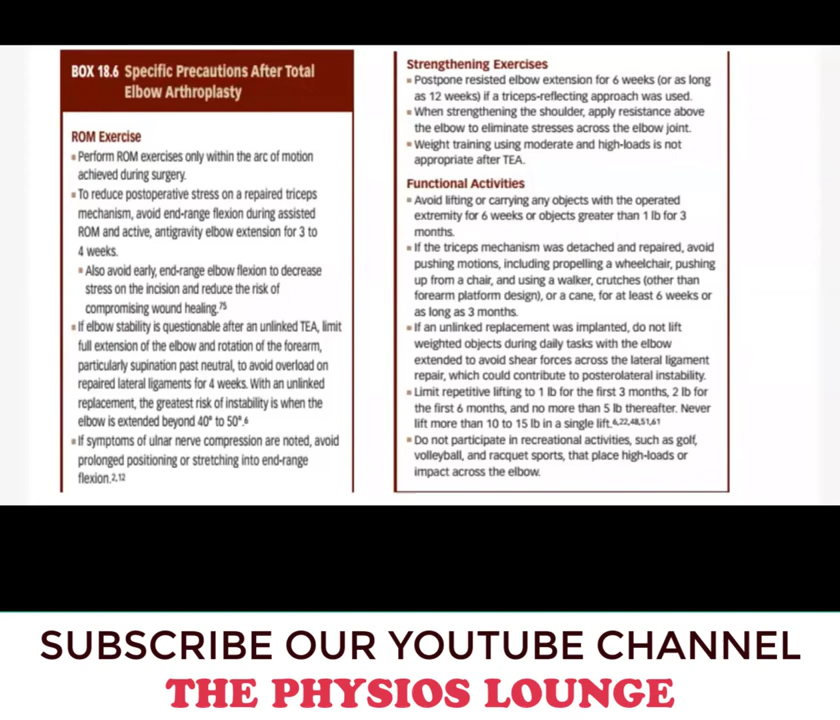 BOX 18.6 Specific Precautions After Total
Elbow Arthroplasty
ROM Exercise
▪ Perform ROM exercises only within the arc of motion
achieved during surgery.
▪ To reduce postoperative stress on a repaired triceps
mechanism, avoid end-range flexion during assisted
ROM and active, antigravity elbow extension for 3 to
4 weeks.
▪ Also avoid early, end-range elbow flexion to decrease
stress on the incision and reduce the risk of
compromising wound healing.75
▪ If elbow stability is questionable after an unlinked TEA, limit
full extension of the elbow and rotation of the forearm,
particularly supination past neutral, to avoid overload on
repaired lateral ligaments for 4 weeks. With an unlinked
replacement, the greatest risk of instability is when the
elbow is extended beyond 40° to 50°.6
▪ If symptoms of ulnar nerve compression are noted, avoid
prolonged positioning or stretching into end-range
flexion.2,12
Strengthening Exercises
▪ Postpone resisted elbow extension for 6 weeks (or as long
as 12 weeks) if a triceps-reflecting approach was used.
▪ When strengthening the shoulder, apply resistance above
the elbow to eliminate stresses across the elbow joint.
▪ Weight training using moderate and high-loads is not
appropriate after TEA.
Functional Activities
▪ Avoid lifting or carrying any objects with the operated
extremity for 6 weeks or objects greater than 1 lb for 3
months.
▪ If the triceps mechanism was detached and repaired, avoid
pushing motions, including propelling a wheelchair, pushing
up from a chair, and using a walker, crutches (other than
forearm platform design), or a cane, for at least 6 weeks or
as long as 3 months.
▪ If an unlinked replacement was implanted, do not lift
weighted objects during daily tasks with the elbow
extended to avoid shear forces across the lateral ligament
repair, which could contribute to posterolateral instability.
▪ Limit repetitive lifting to 1 lb for the first 3 months, 2 lb for
the first 6 months, and no more than 5 lb thereafter. Never
lift more than 10 to 15 lb in a single lift.6,22,48,51,61
▪ Do not participate in recreational activities, such as golf,
volleyball, and racquet sports, that place high-loads or
impact across the elbow.
SUBSCRIBE OUR YOUTUBE CHANNEL
THE PHYSIOS LOUNGE